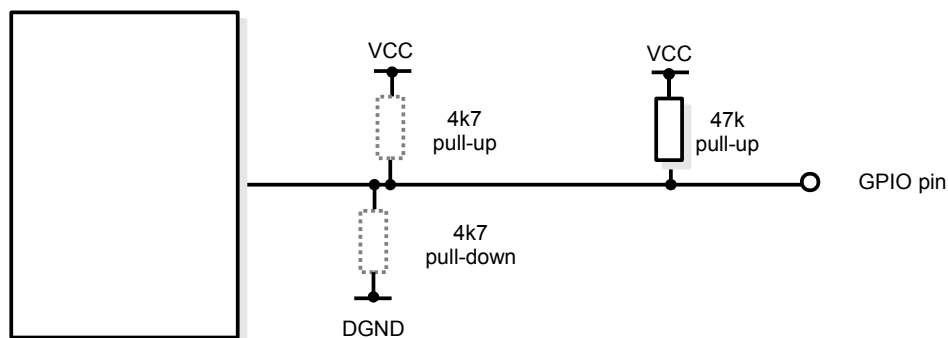 VCC
4k7
pull-up
VCC
47k
pull-up
GPIO pin
4k7
pull-down
DGND